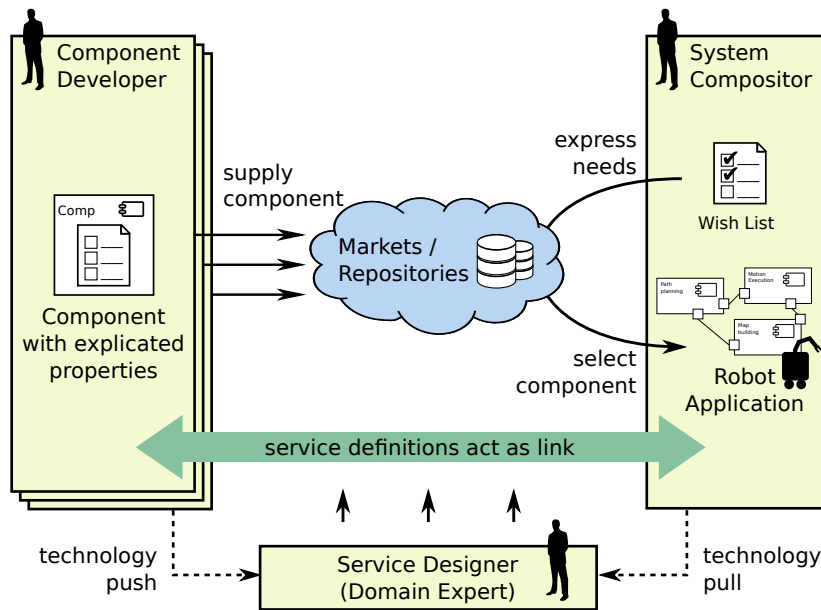 Component
Developer
Comp
Component
with explicated
properties
supply
component
Markets /
Repositories
express
needs
select
component
System
Compositor
Wish List
Path
planning
Motion
Execution
Map
building
Robot
Application
service definitions act as link
technology
push
Service Designer
(Domain Expert)
technology
pull